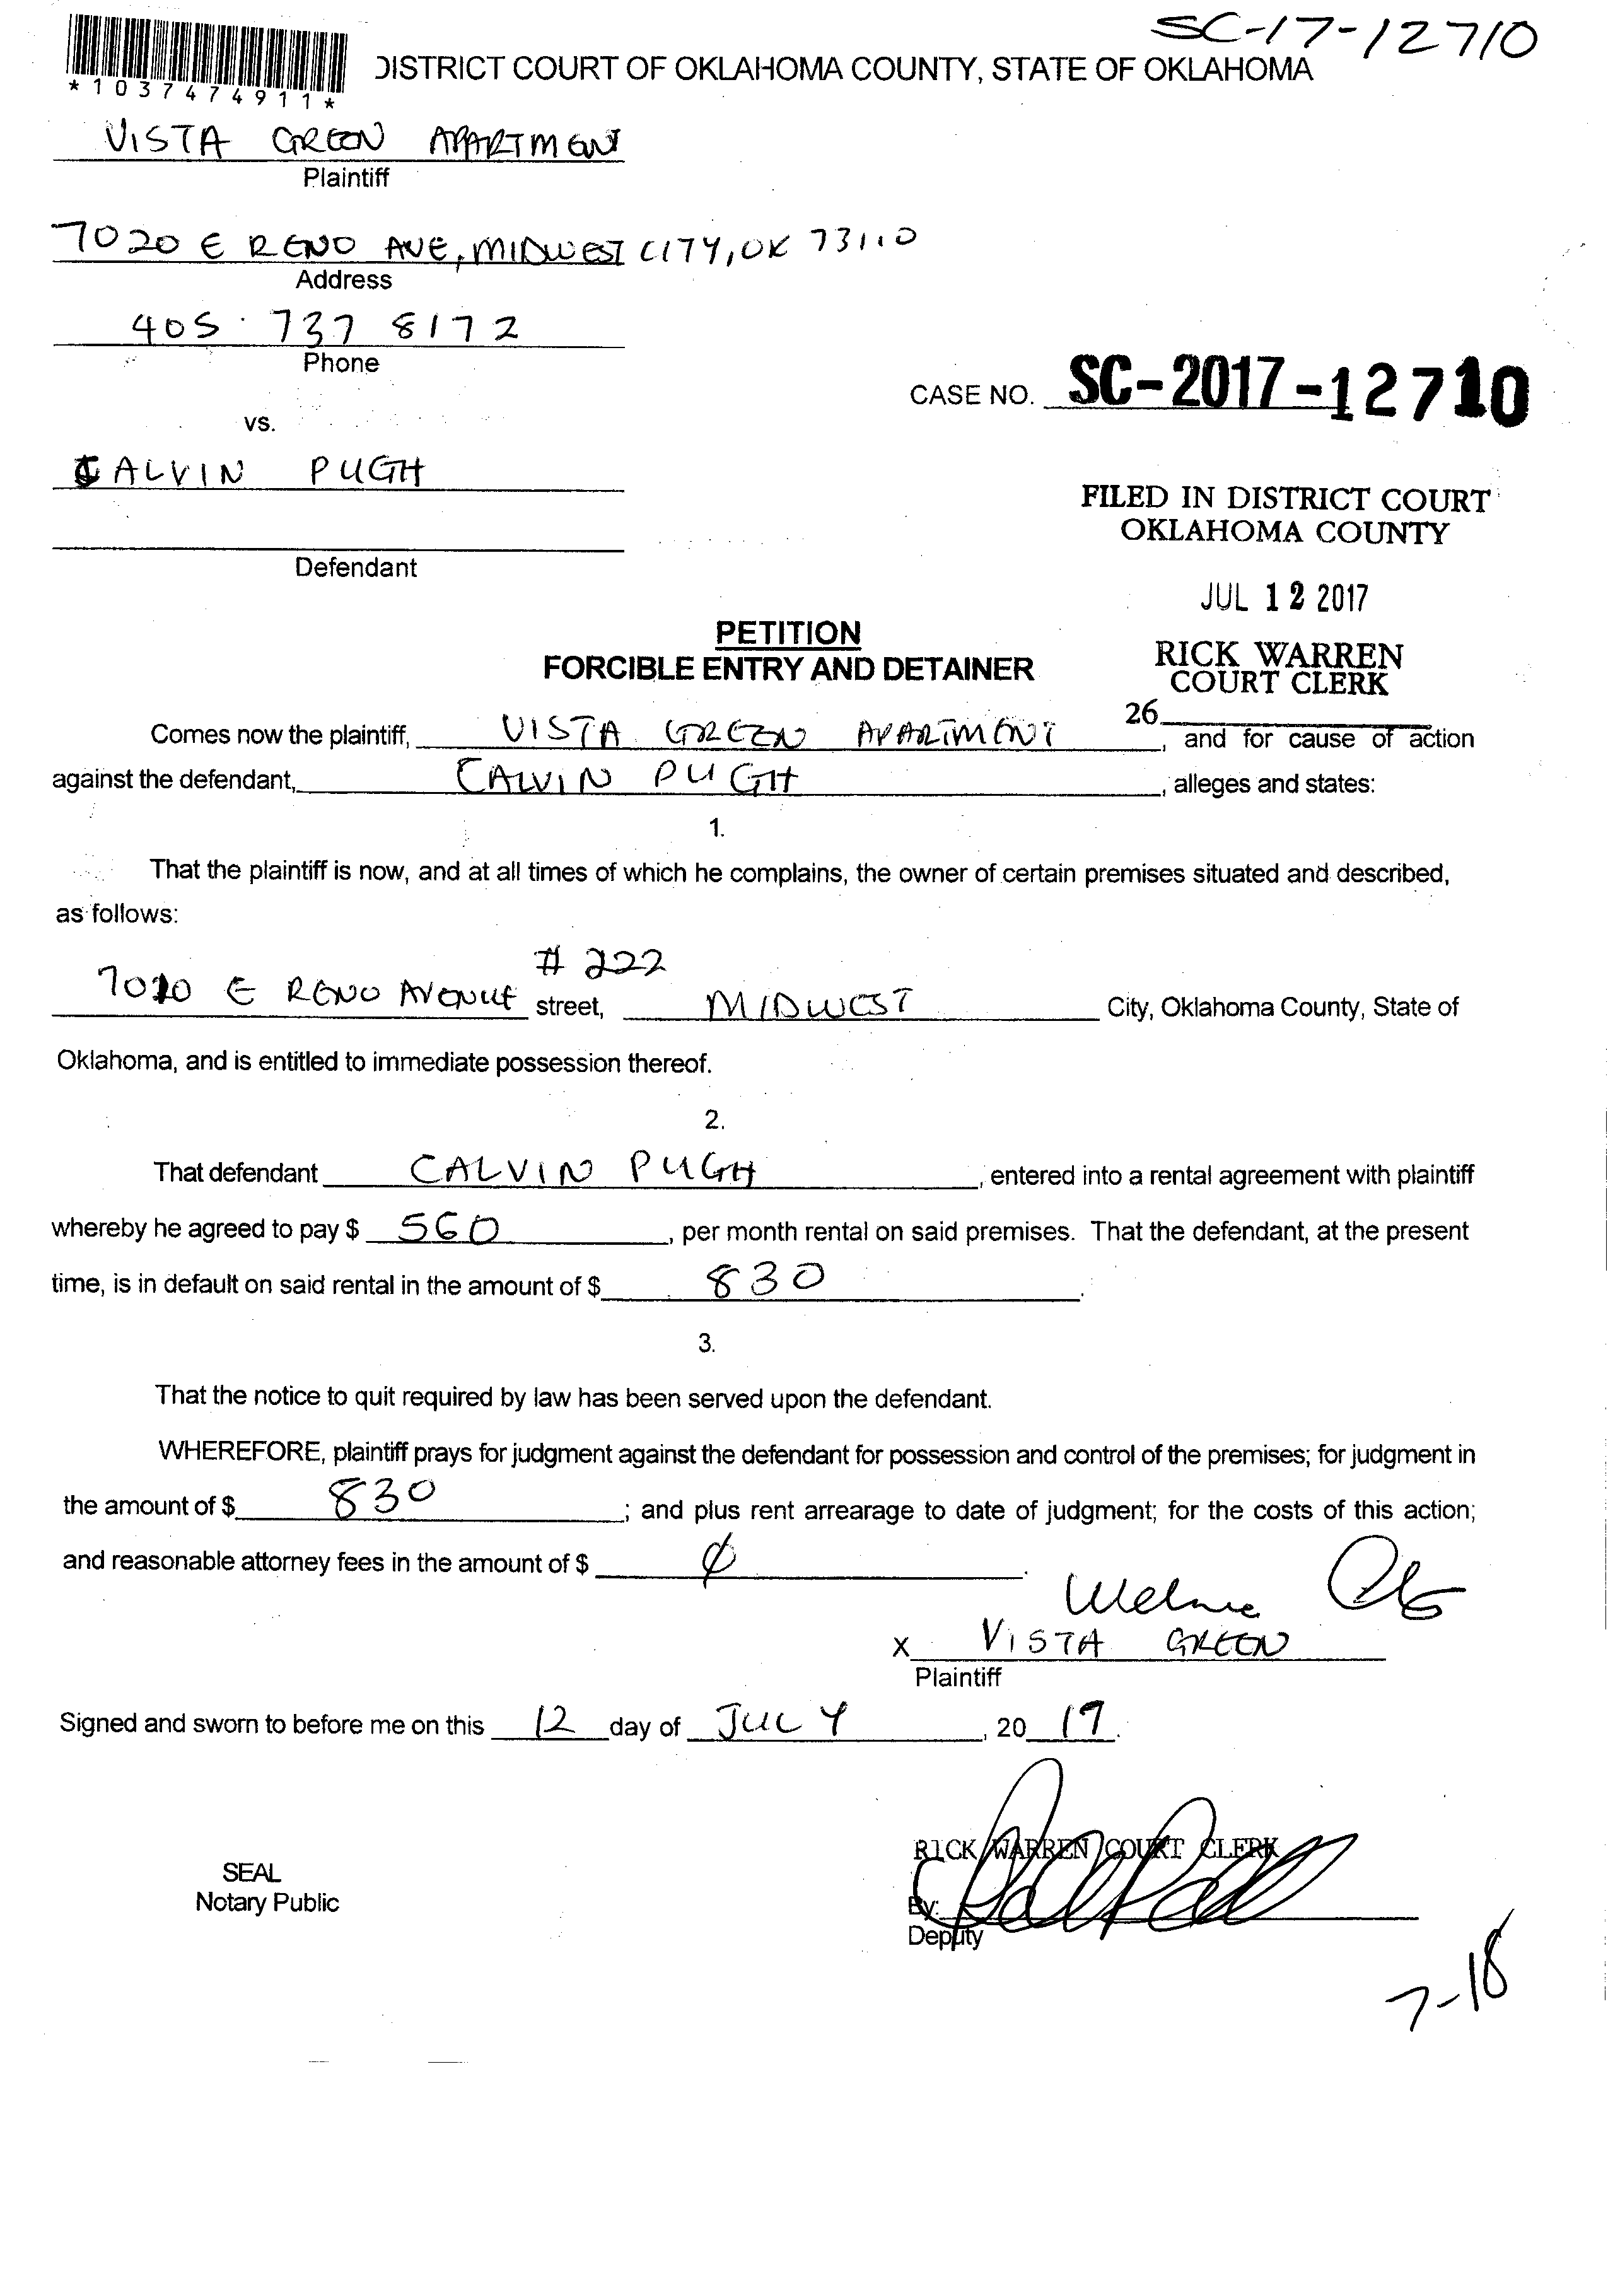 SC-17-12710
*1037474911*
DISTRICT COURT OF OKLAHOMA COUNTY, STATE OF OKLAHOMA
VISTA GREEN APARTMENT
Plaintiff
7020 E RENO AVE, MIDWEST CITY, OK 73110
Address
405 · 737 8172
Phone
CASE NO. SC-2017-12710
vs.
CALVIN PUGH
FILED IN DISTRICT COURT
OKLAHOMA COUNTY
Defendant
JUL 12 2017
PETITION
FORCIBLE ENTRY AND DETAINER
RICK WARREN
COURT CLERK
26
Comes now the plaintiff, VISTA GREEN APARTMENT, and for cause of action
against the defendant, CALVIN PUGH, alleges and states:
1.
That the plaintiff is now, and at all times of which he complains, the owner of certain premises situated and described,
as follows:
# 222
7020 E RENO AVENUE street, MIDWEST City, Oklahoma County, State of
Oklahoma, and is entitled to immediate possession thereof.
2.
That defendant CALVIN PUGH, entered into a rental agreement with plaintiff
whereby he agreed to pay $ 560, per month rental on said premises. That the defendant, at the present
time, is in default on said rental in the amount of $ 830.
3.
That the notice to quit required by law has been served upon the defendant.
WHEREFORE, plaintiff prays for judgment against the defendant for possession and control of the premises; for judgment in
the amount of $ 830; and plus rent arrearage to date of judgment; for the costs of this action;
and reasonable attorney fees in the amount of $ ϕ.
X VISTA GREEN
Plaintiff
Signed and sworn to before me on this 12 day of JULY, 20 17.
RICK WARREN COURT CLERK
SEAL
Notary Public
By:
Deputy
7-18